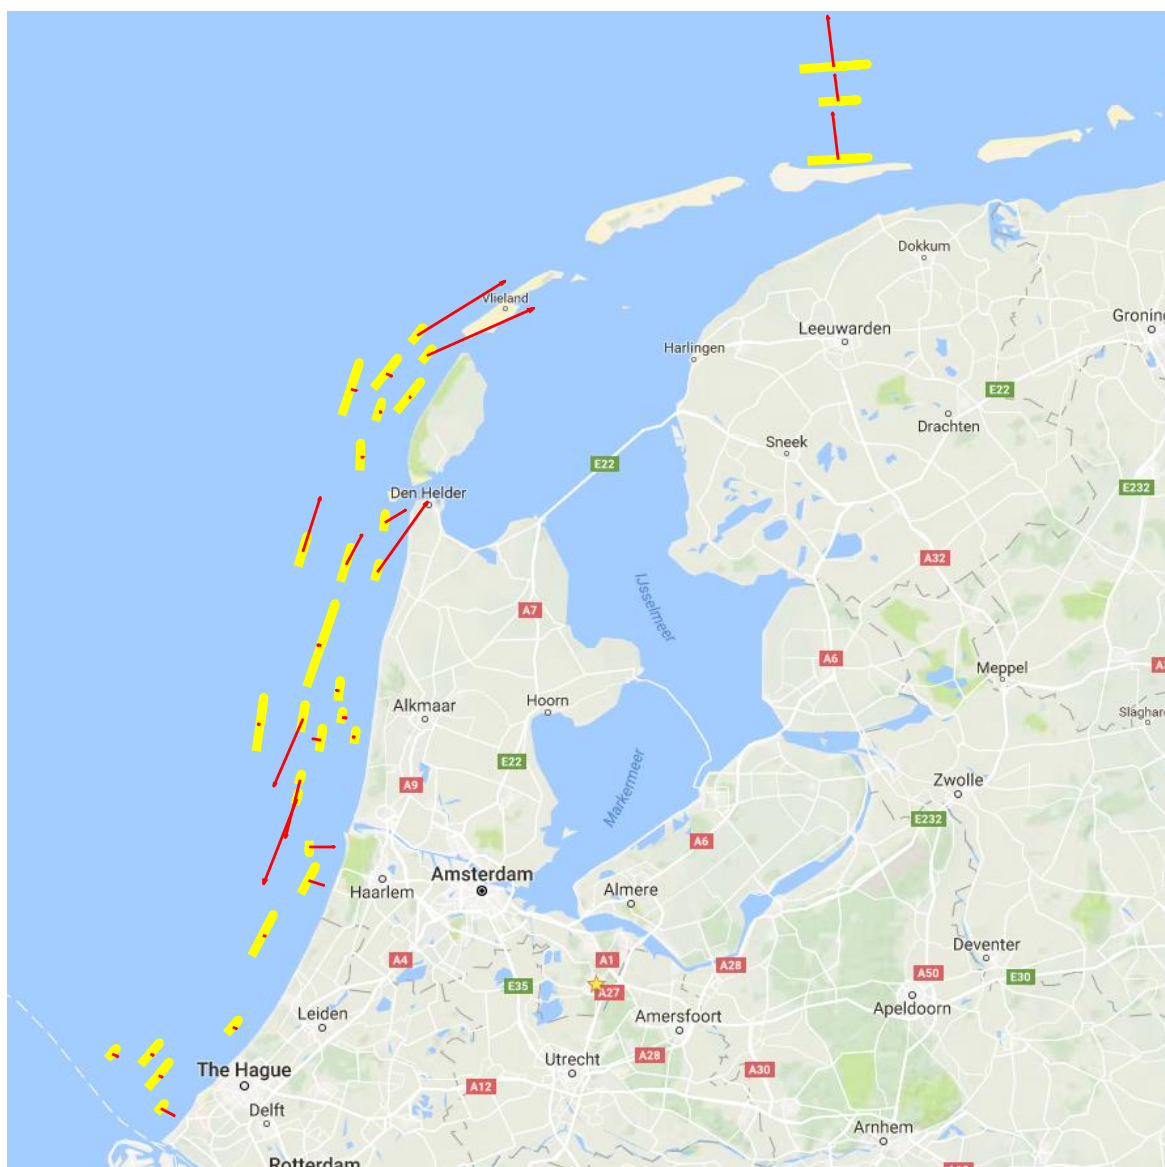 Dokkum
Vlieland
Leeuwarden
Groning
Harlingen
E22
Drachten
Sneek
E22
E232
Den Helder
A32
IJsselmeer
A7
A6
Meppel
Alkmaar
Hoorn
Slaghare
E22
Markermeer
A9
Zwolle
E232
A6
Amsterdam
Haarlem
Almere
Deventer
A4
A1
A28
A50
E30
E35
A27
Apeldoorn
Leiden
Amersfoort
Utrecht
A28
The Hague
A30
A12
Delft
Arnhem
Rotterdam